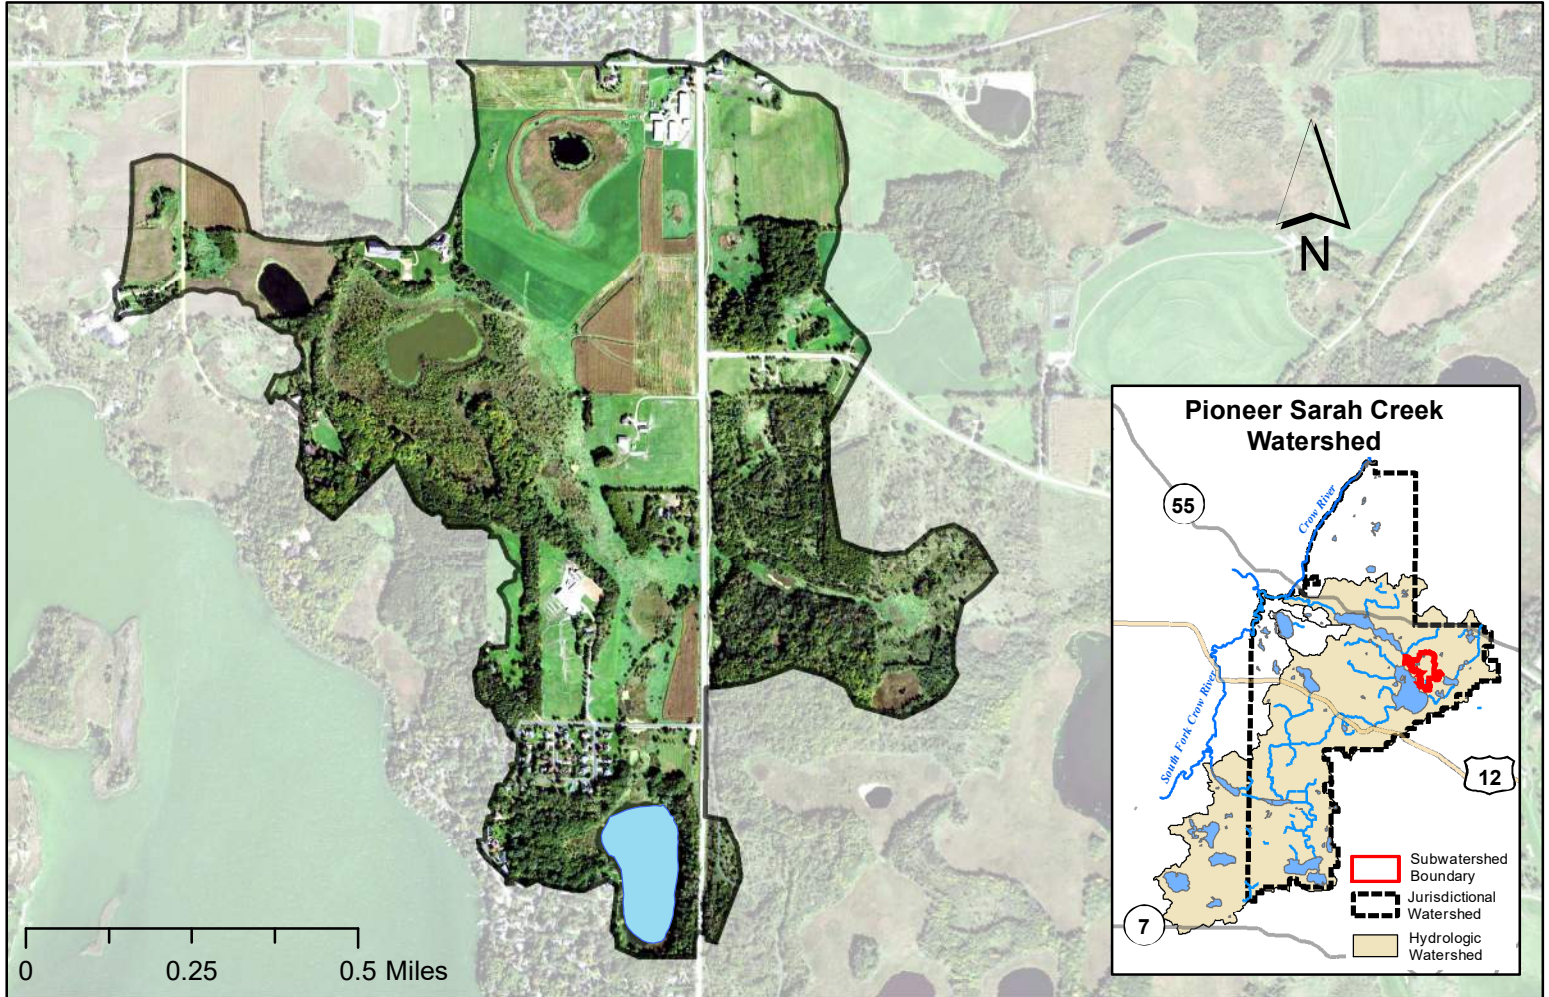 N
Pioneer Sarah Creek
Watershed
55
Crow River
South Fork Crow River
12
7
Subwatershed
Boundary
Jurisdictional
Watershed
Hydrologic
Watershed
0
0.25
0.5 Miles